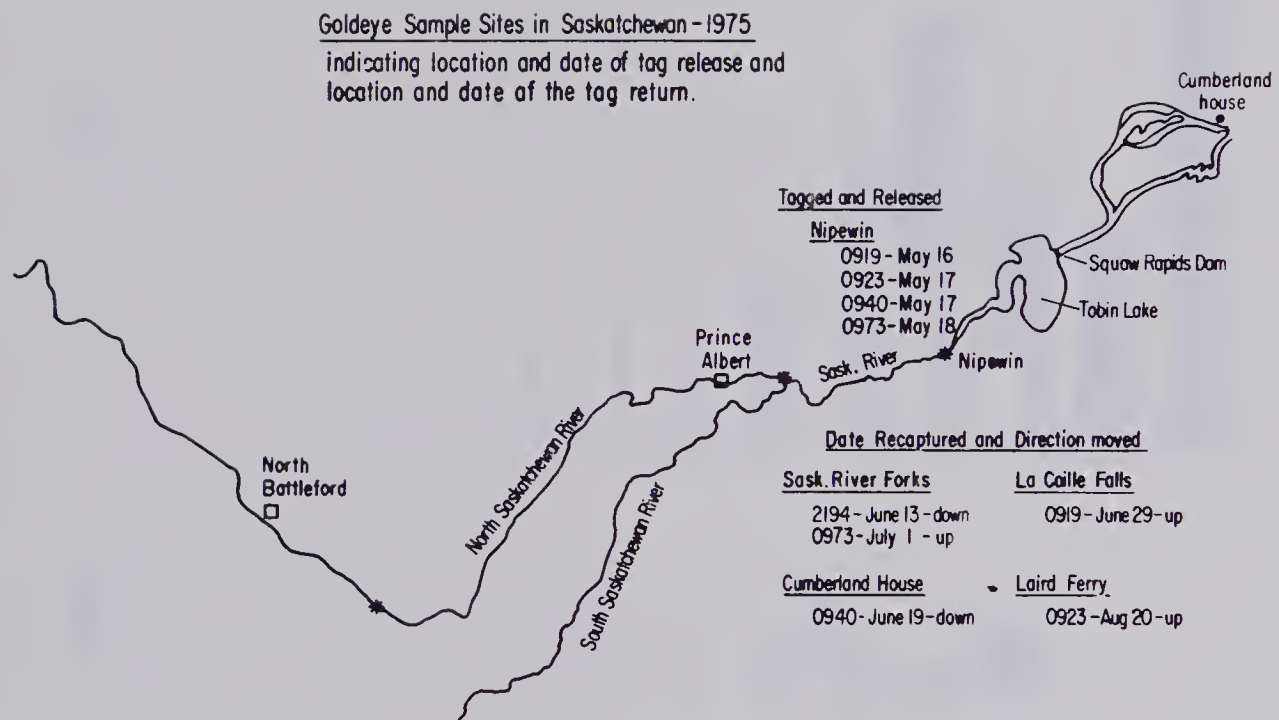 Goldeye Sample Sites in Saskatchewan-1975
indicating location and date of tag release and
location and date of the tag return.
Cumberland
house
Tagged and Released
Nipewin
0919-May 16
0923-May 17
0940-May 17
0973-May 18
Squaw Rapids Dam
Tobin Lake
Prince
Albert
Sask. River
Nipewin
North
Battleford
North Saskatchewan River
South Saskatchewan River
Date Recaptured and Direction moved
Sask. River Forks
2194-June 13-down
0973-July 1-up
La Caille Falls
0919-June 29-up
Cumberland House
0940-June 19-down
Laird Ferry
0923-Aug 20-up